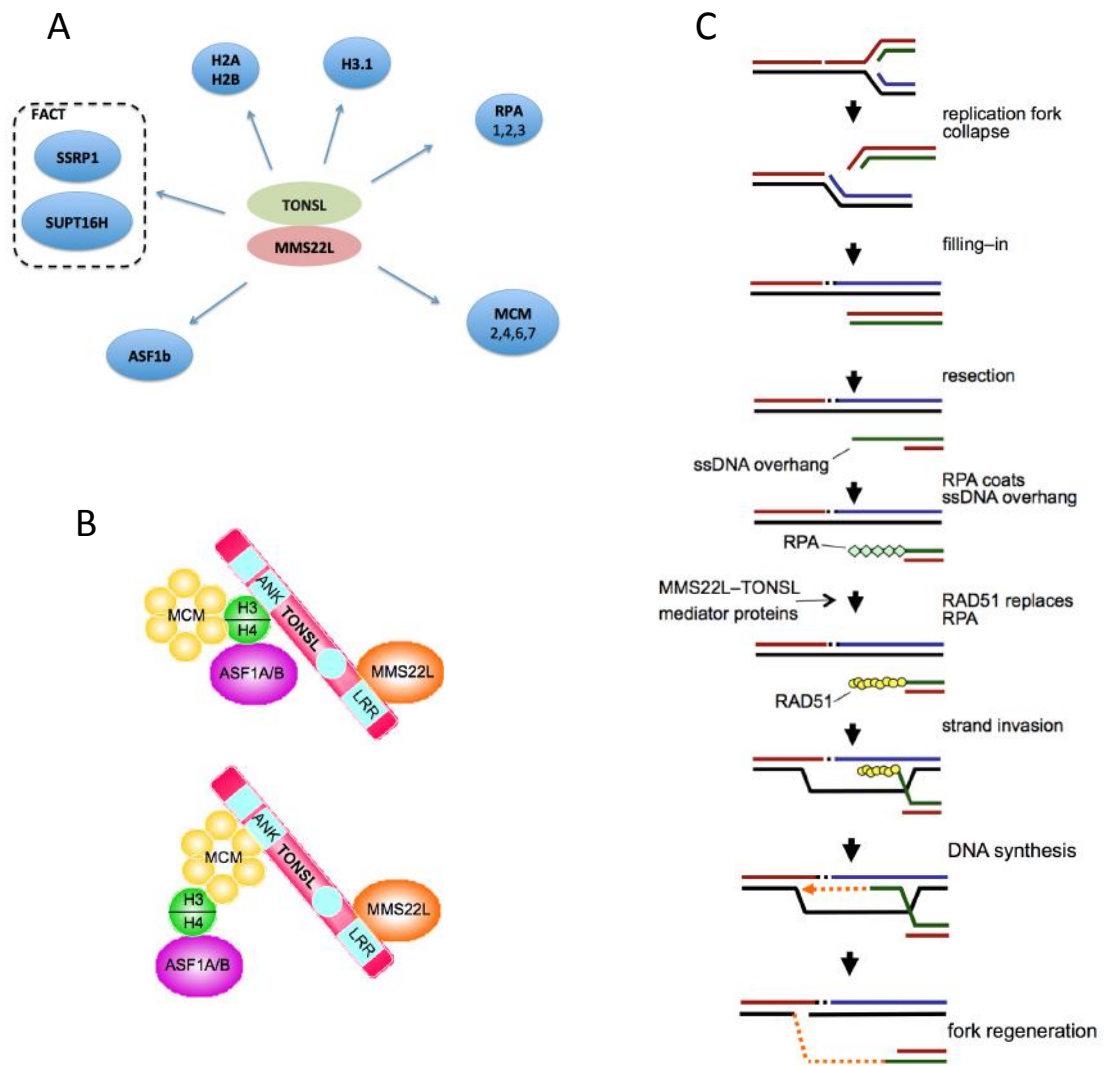 A
H2A
H2B
H3.1
RPA
1,2,3
FACT
SSRP1
SUPT16H
TONSL
MMS22L
MCM
2,4,6,7
ASF1b
B
MCM
H3
H4
ASF1A/B
ANK
TONSL
LRR
MMS22L
MCM
H3
H4
ASF1A/B
ANK
TONSL
LRR
MMS22L
C
replication fork
collapse
filling–in
resection
ssDNA overhang
RPA coats
ssDNA overhang
RPA
MMS22L–TONSL
mediator proteins
RAD51 replaces
RPA
RAD51
strand invasion
DNA synthesis
fork regeneration